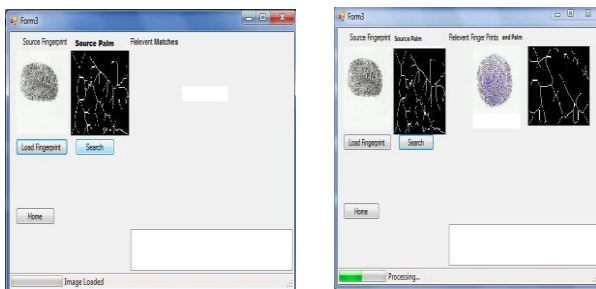 Form3
Source Fingerprint Source Palm Relevent Matches
Load Fingerprint Search
Home
Image Loaded
Form3
Source Fingerprint Source Palm Relevent Finger Prints and Palm
Load Fingerprint Search
Home
Processing...